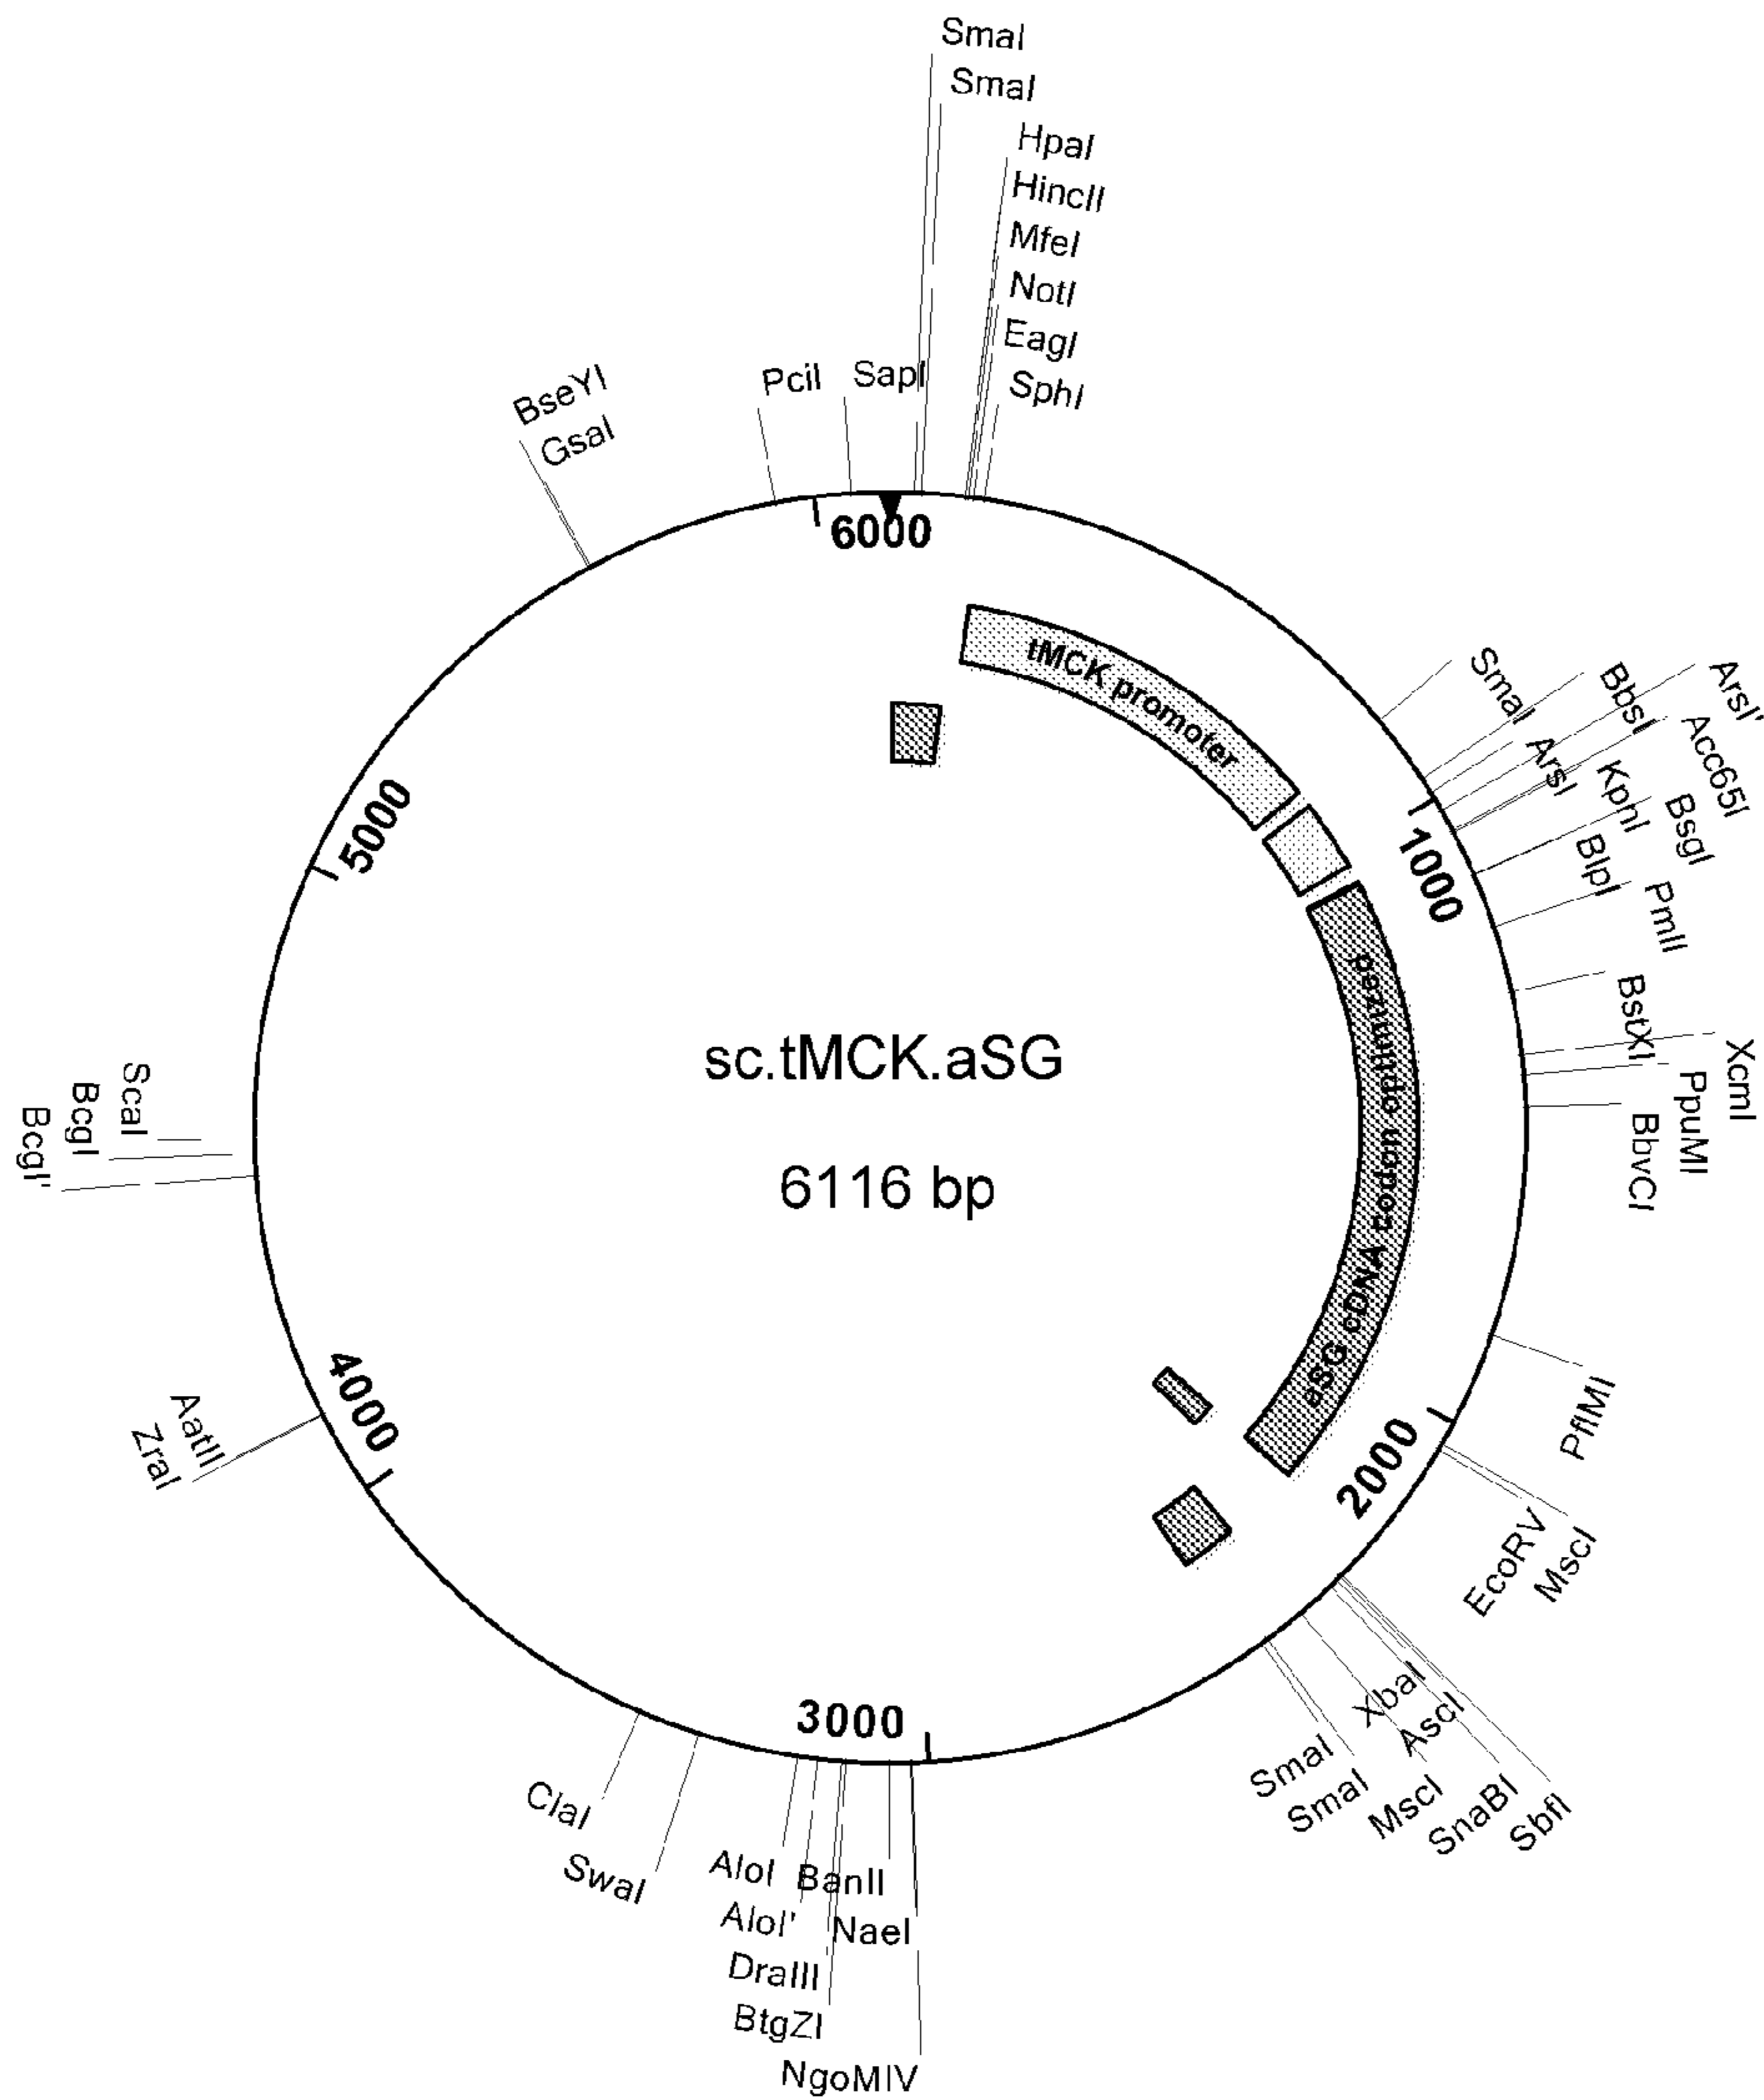 SmaI
SmaI
HpaI
HincII
MfeI
NotI
EagI
SphI
PciI
SapI
BseYI
GsaI
6000
tMCK promoter
SmaI
BbsI
ArsI'
ArsI
Acc65I
KpnI
BsgI
BlpI
PmlI
1000
BstXI
XcmI
PpuMI
BbvCI
aSG cDNA codon optimized
PflMI
2000
EcoRV
MscI
XbaI
AscI
SmaI
SmaI
MscI
SnaBI
SbfI
3000
AloI
BanII
AloI'
NaeI
DraIII
BtgZI
NgoMIV
ClaI
SwaI
4000
AatII
ZraI
ScaI
BcgI
BcgI'
5000
sc.tMCK.aSG
6116 bp